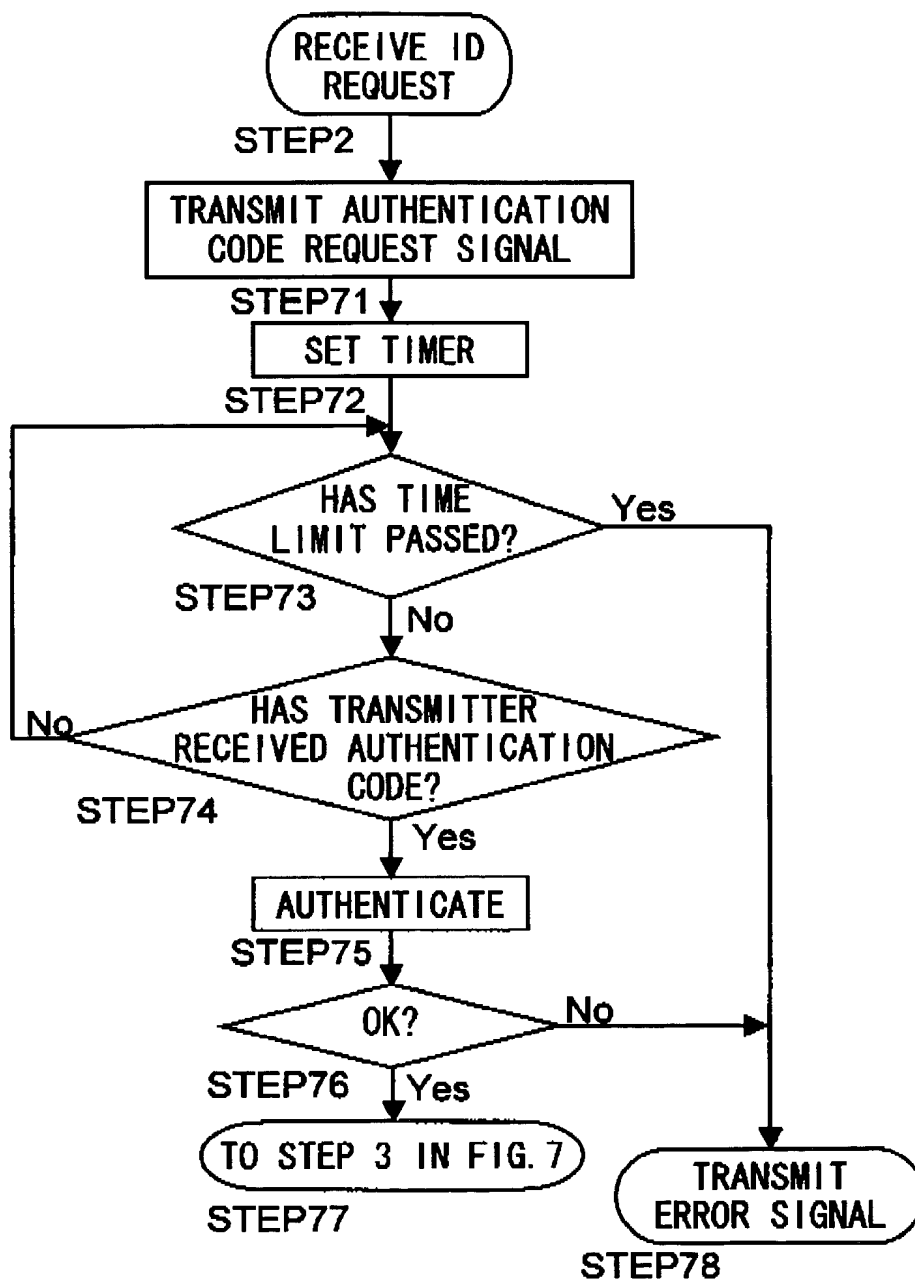 RECEIVE ID
REQUEST
STEP2
TRANSMIT AUTHENTICATION
CODE REQUEST SIGNAL
STEP71
SET TIMER
STEP72
HAS TIME
LIMIT PASSED?
Yes
STEP73
No
HAS TRANSMITTER
RECEIVED AUTHENTICATION
CODE?
No
STEP74
Yes
AUTHENTICATE
STEP75
OK?
No
STEP76
Yes
TO STEP 3 IN FIG. 7
STEP77
TRANSMIT
ERROR SIGNAL
STEP78